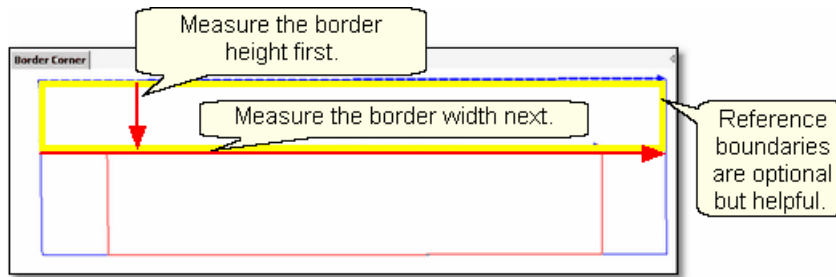 Measure the border
height first.
Border Corner
Measure the border width next.
Reference
boundaries
are optional
but helpful.